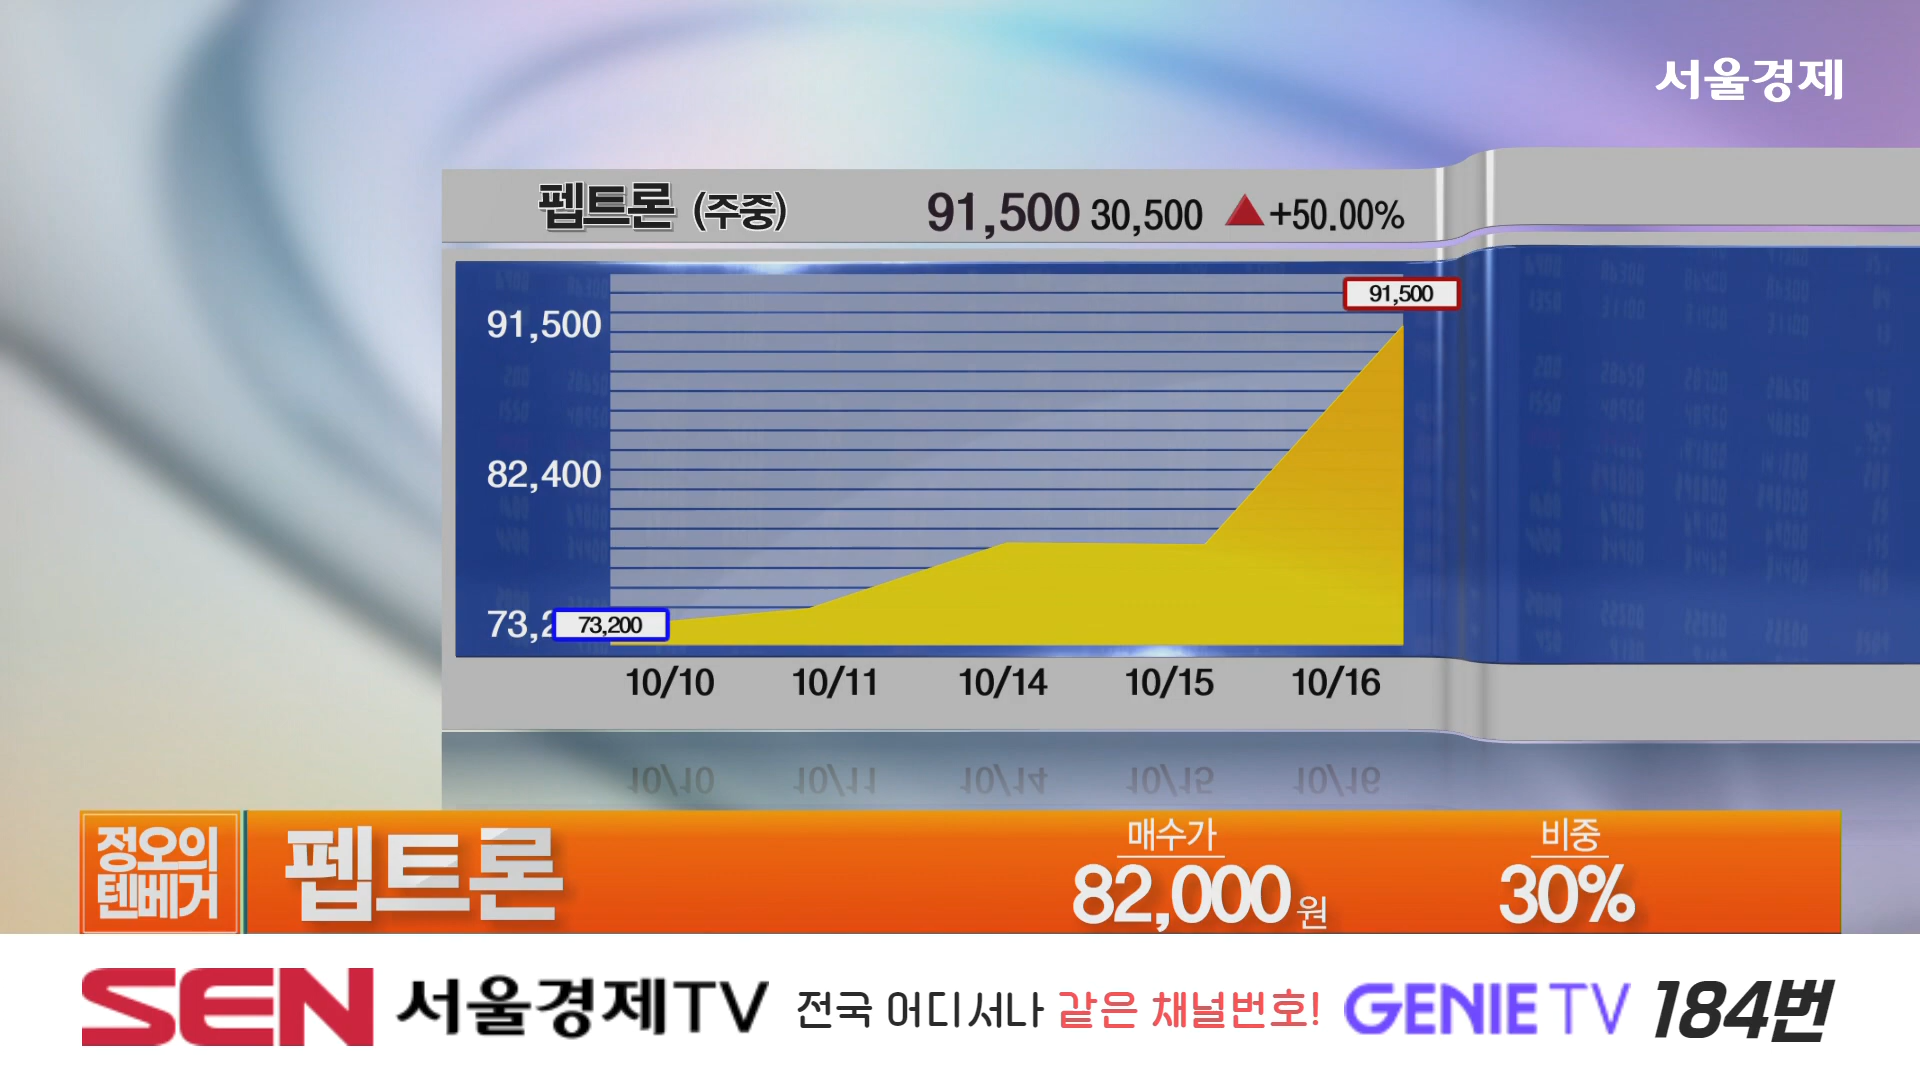 서울경제
펩트론 (주중) 91,500 30,500 ▲+50.00%
91,500
91,500
82,400
73,2
73,200
10/10 10/11 10/14 10/15 10/16
정오의
텐베거
펩트론
매수가
82,000원
비중
30%
SEN 서울경제TV 전국 어디서나 같은 채널번호! GENIE TV 184번